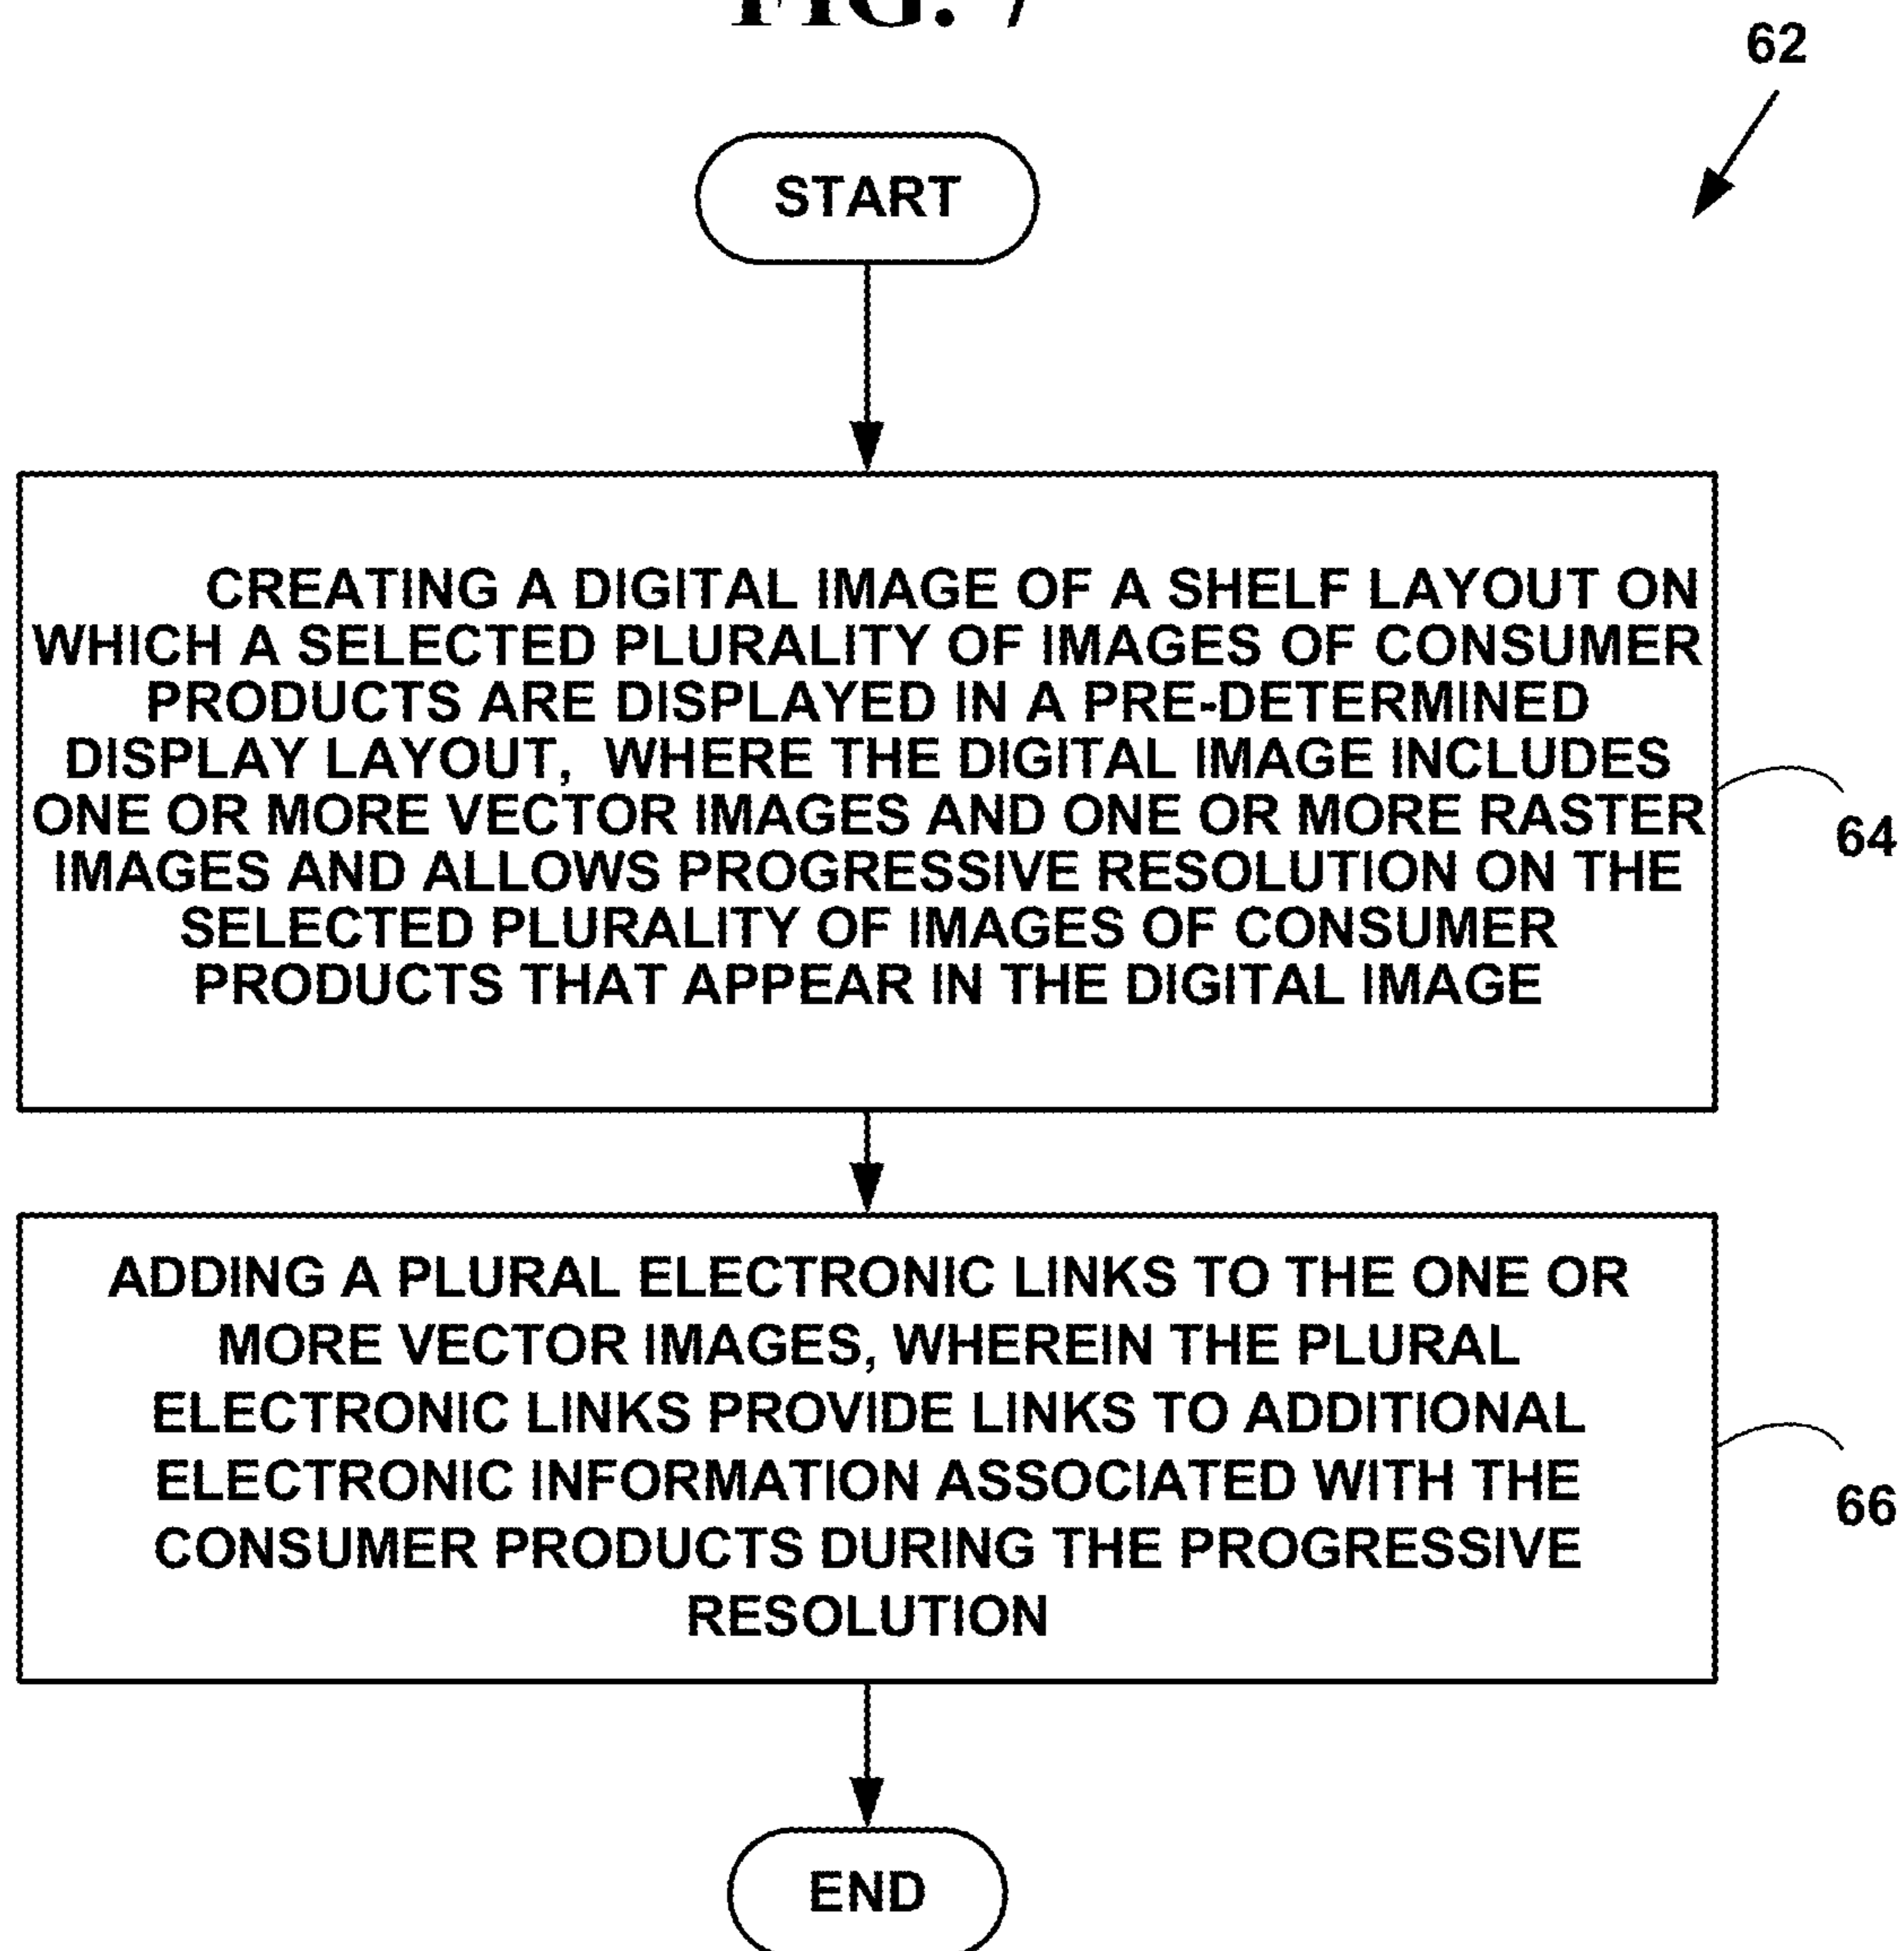 FIG. 7
62
START
CREATING A DIGITAL IMAGE OF A SHELF LAYOUT ON
WHICH A SELECTED PLURALITY OF IMAGES OF CONSUMER
PRODUCTS ARE DISPLAYED IN A PRE-DETERMINED
DISPLAY LAYOUT, WHERE THE DIGITAL IMAGE INCLUDES
ONE OR MORE VECTOR IMAGES AND ONE OR MORE RASTER
IMAGES AND ALLOWS PROGRESSIVE RESOLUTION ON THE
SELECTED PLURALITY OF IMAGES OF CONSUMER
PRODUCTS THAT APPEAR IN THE DIGITAL IMAGE
64
ADDING A PLURAL ELECTRONIC LINKS TO THE ONE OR
MORE VECTOR IMAGES, WHEREIN THE PLURAL
ELECTRONIC LINKS PROVIDE LINKS TO ADDITIONAL
ELECTRONIC INFORMATION ASSOCIATED WITH THE
CONSUMER PRODUCTS DURING THE PROGRESSIVE
RESOLUTION
66
END